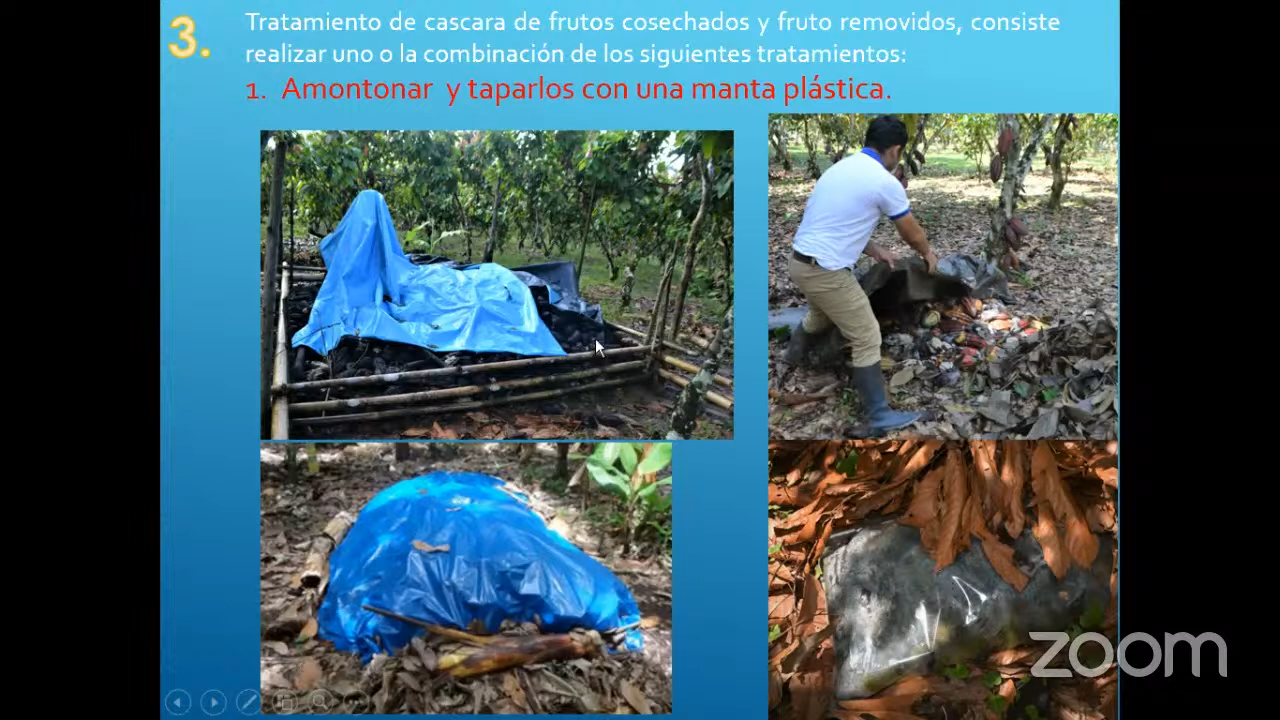 3.
Tratamiento de cascara de frutos cosechados y fruto removidos, consiste
realizar uno o la combinación de los siguientes tratamientos:
1. Amontonar y taparlos con una manta plástica.
zoom